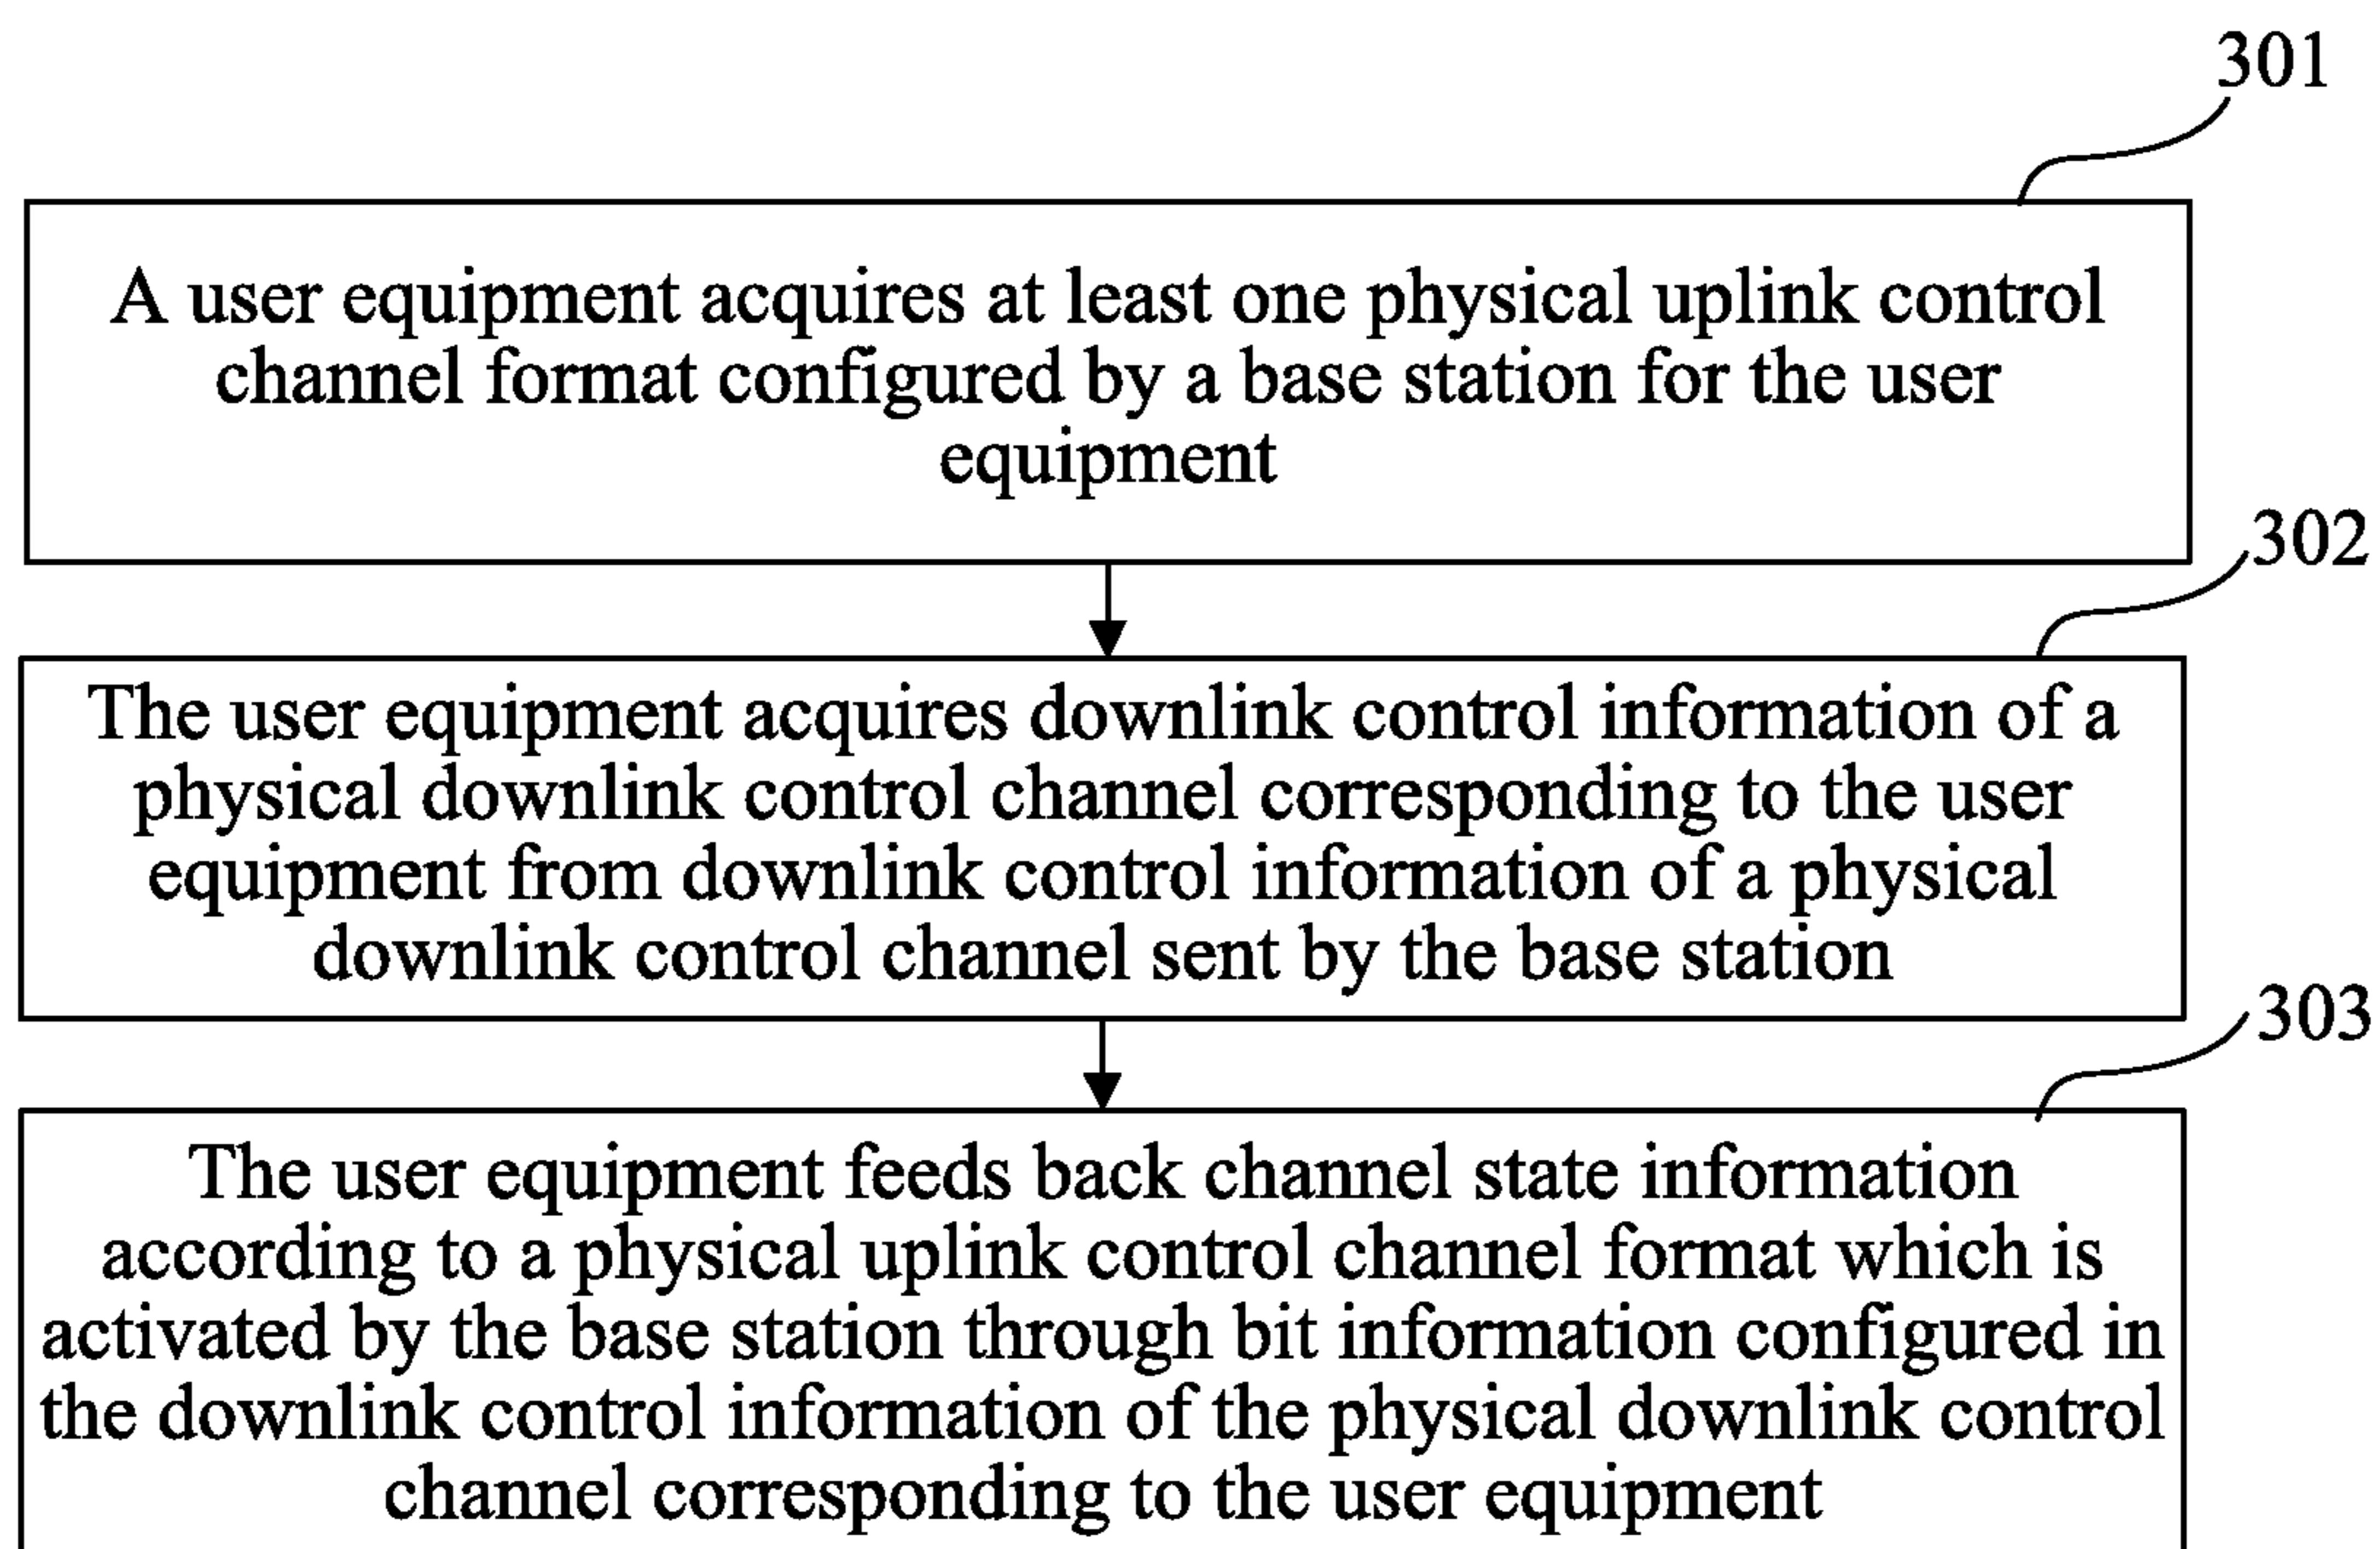 301
A user equipment acquires at least one physical uplink control
channel format configured by a base station for the user
equipment
302
The user equipment acquires downlink control information of a
physical downlink control channel corresponding to the user
equipment from downlink control information of a physical
downlink control channel sent by the base station
303
The user equipment feeds back channel state information
according to a physical uplink control channel format which is
activated by the base station through bit information configured in
the downlink control information of the physical downlink control
channel corresponding to the user equipment